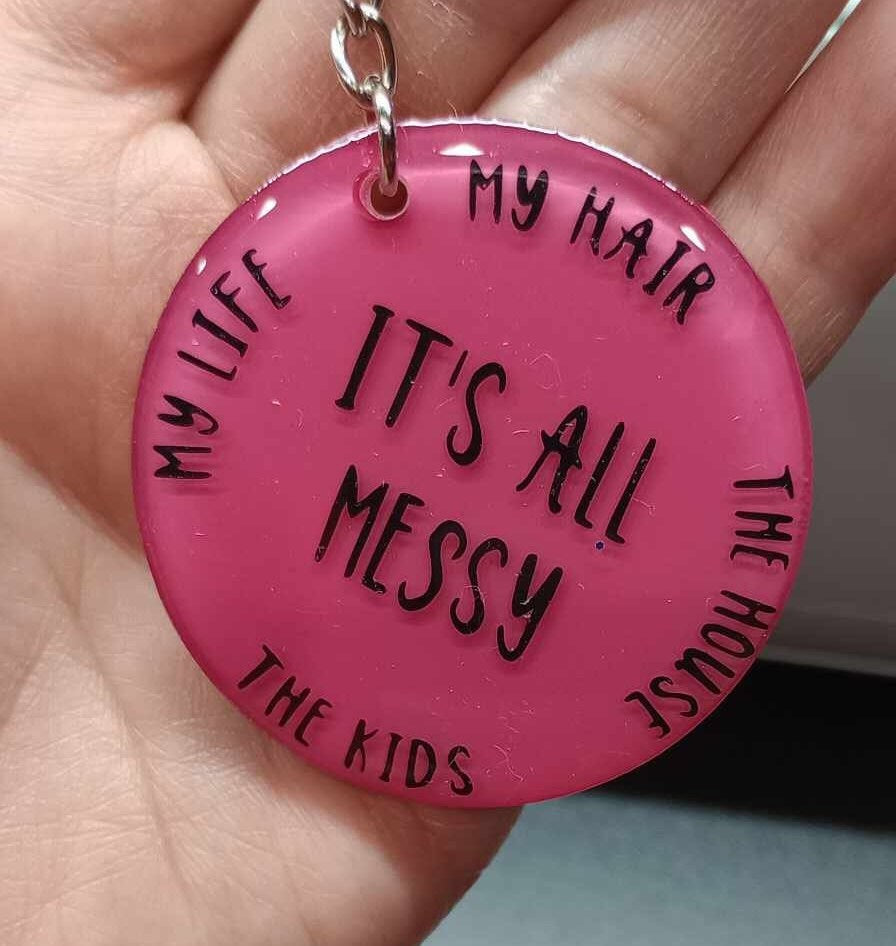 MY HAIR
THE HOUSE
THE KIDS
MY LIFE
IT'S ALL
MESSY